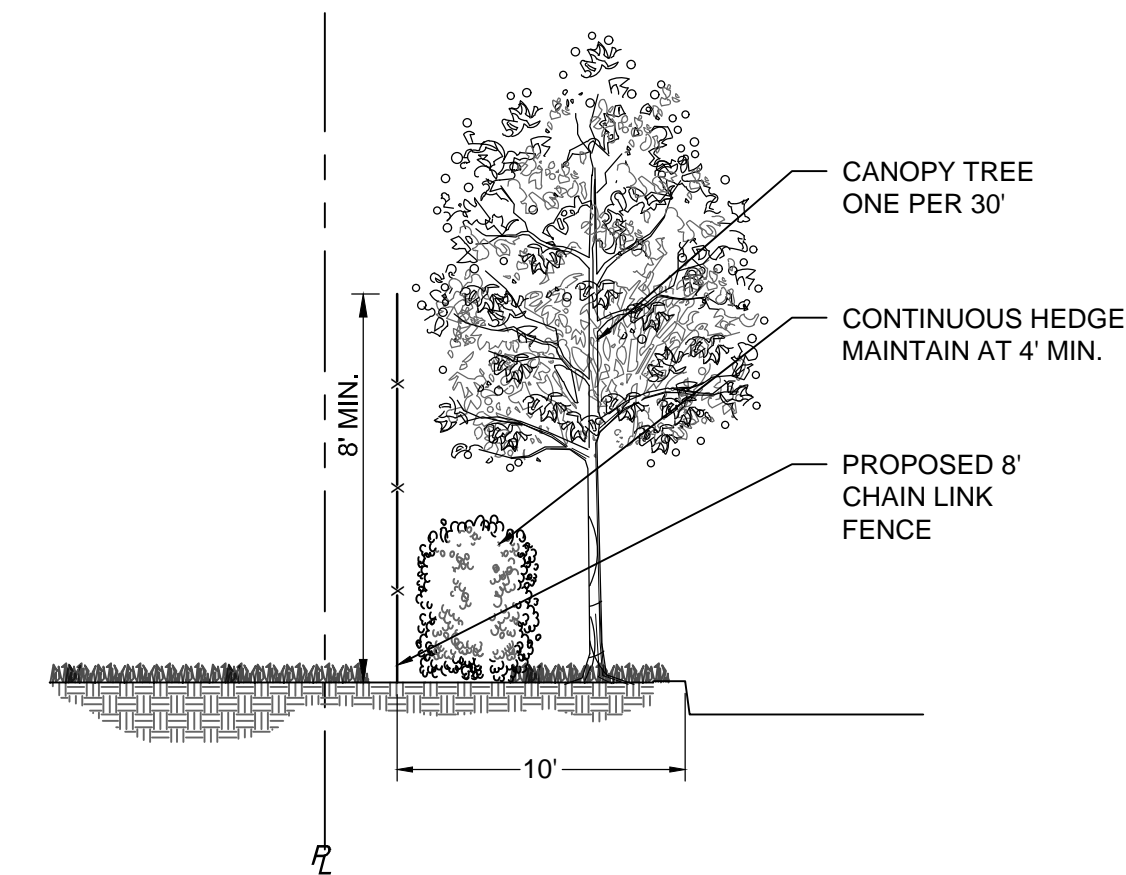 CANOPY TREE
ONE PER 30'
CONTINUOUS HEDGE
MAINTAIN AT 4' MIN.
8' MIN.
PROPOSED 8'
CHAIN LINK
FENCE
10'
PL